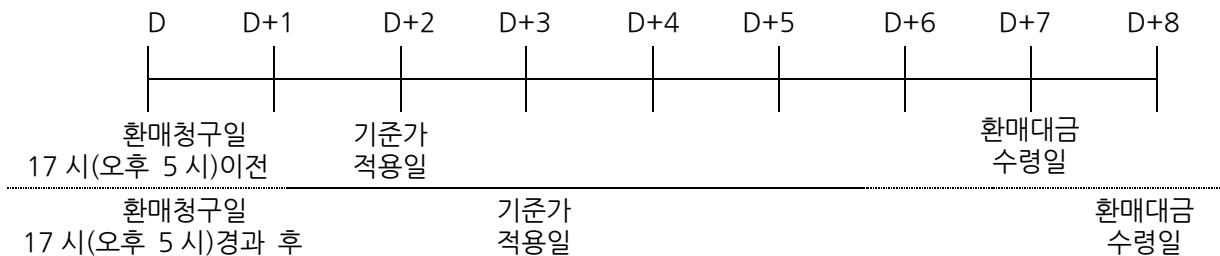 D D+1 D+2 D+3 D+4 D+5 D+6 D+7 D+8
환매청구일 기준가 환매대금
17 시(오후 5 시)이전 적용일 수령일
환매청구일 기준가 환매대금
17 시(오후 5 시)경과 후 적용일 수령일